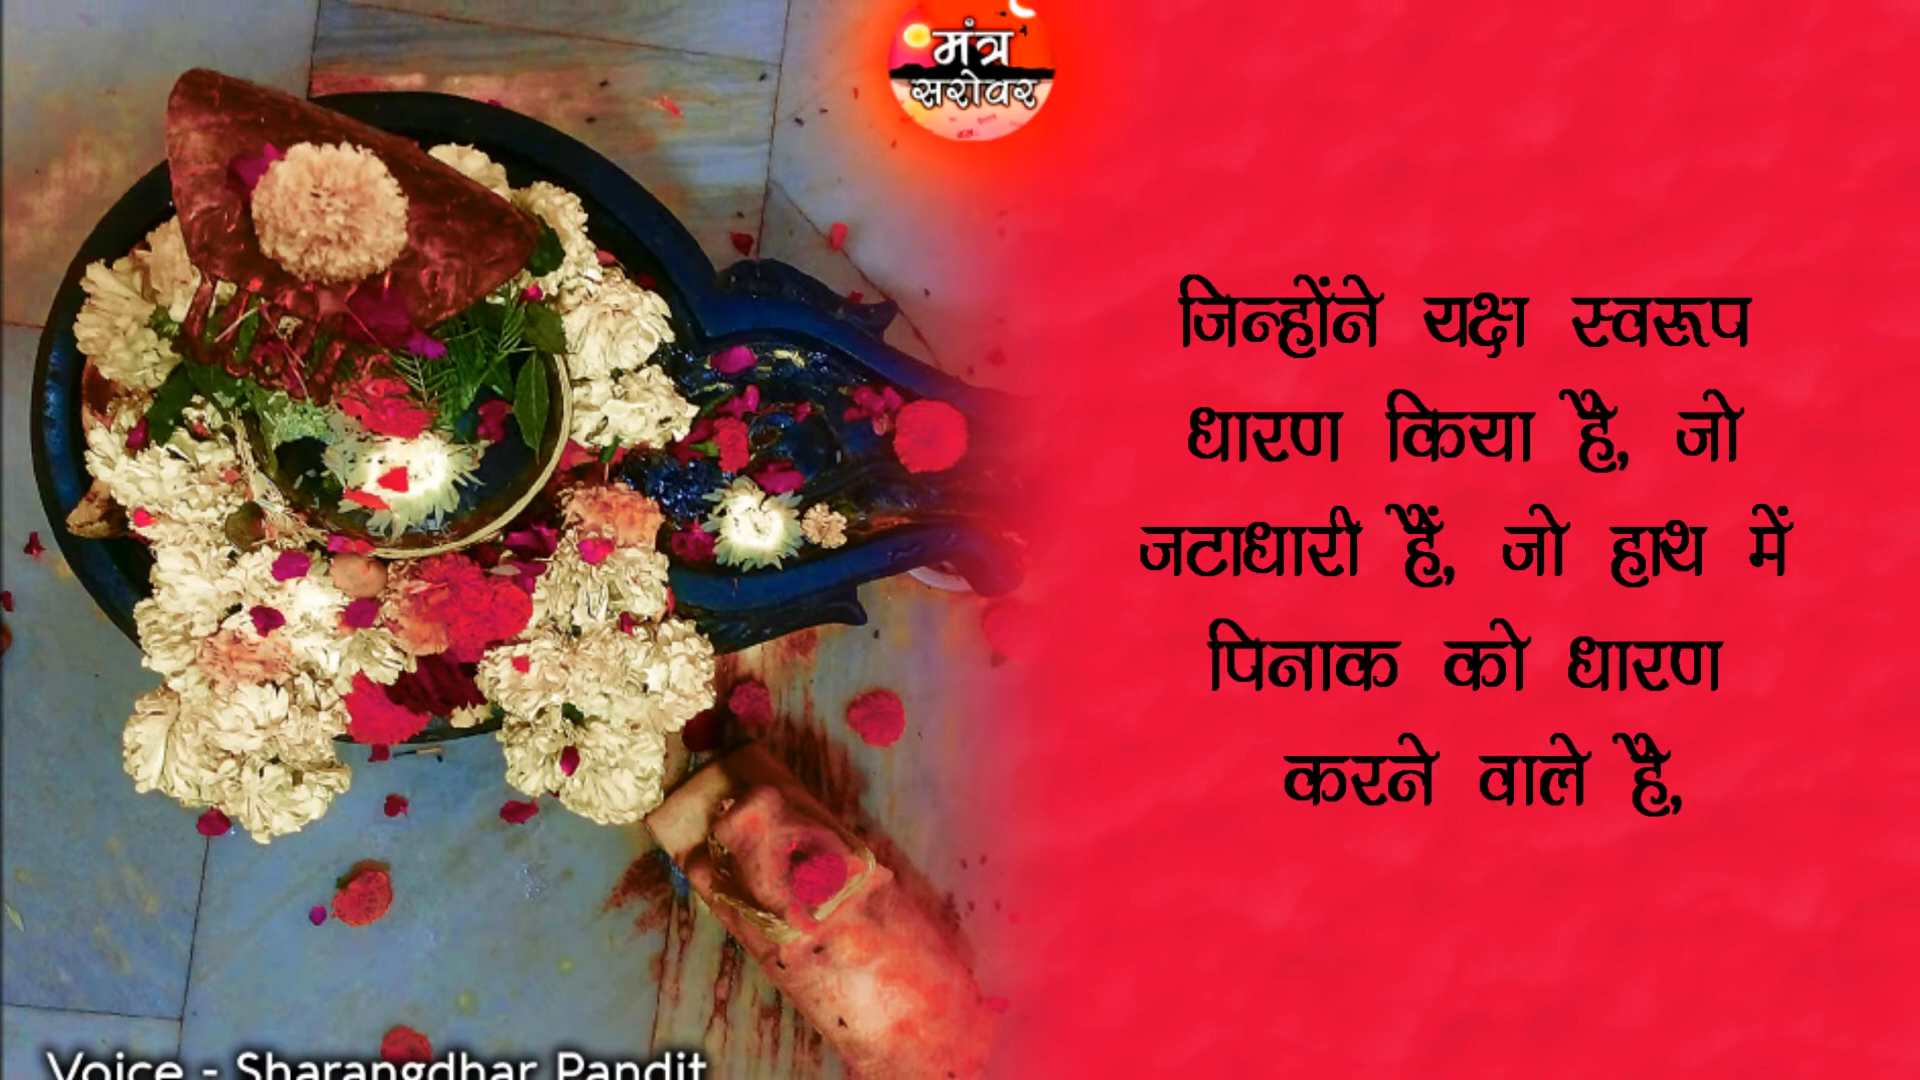 मंत्र
सरोवर
जिन्होंने यक्ष स्वरूप
धारण किया है, जो
जटाधारी हैं, जो हाथ में
पिनाक को धारण
करने वाले है,
Voice - Sharangdhar Pandit